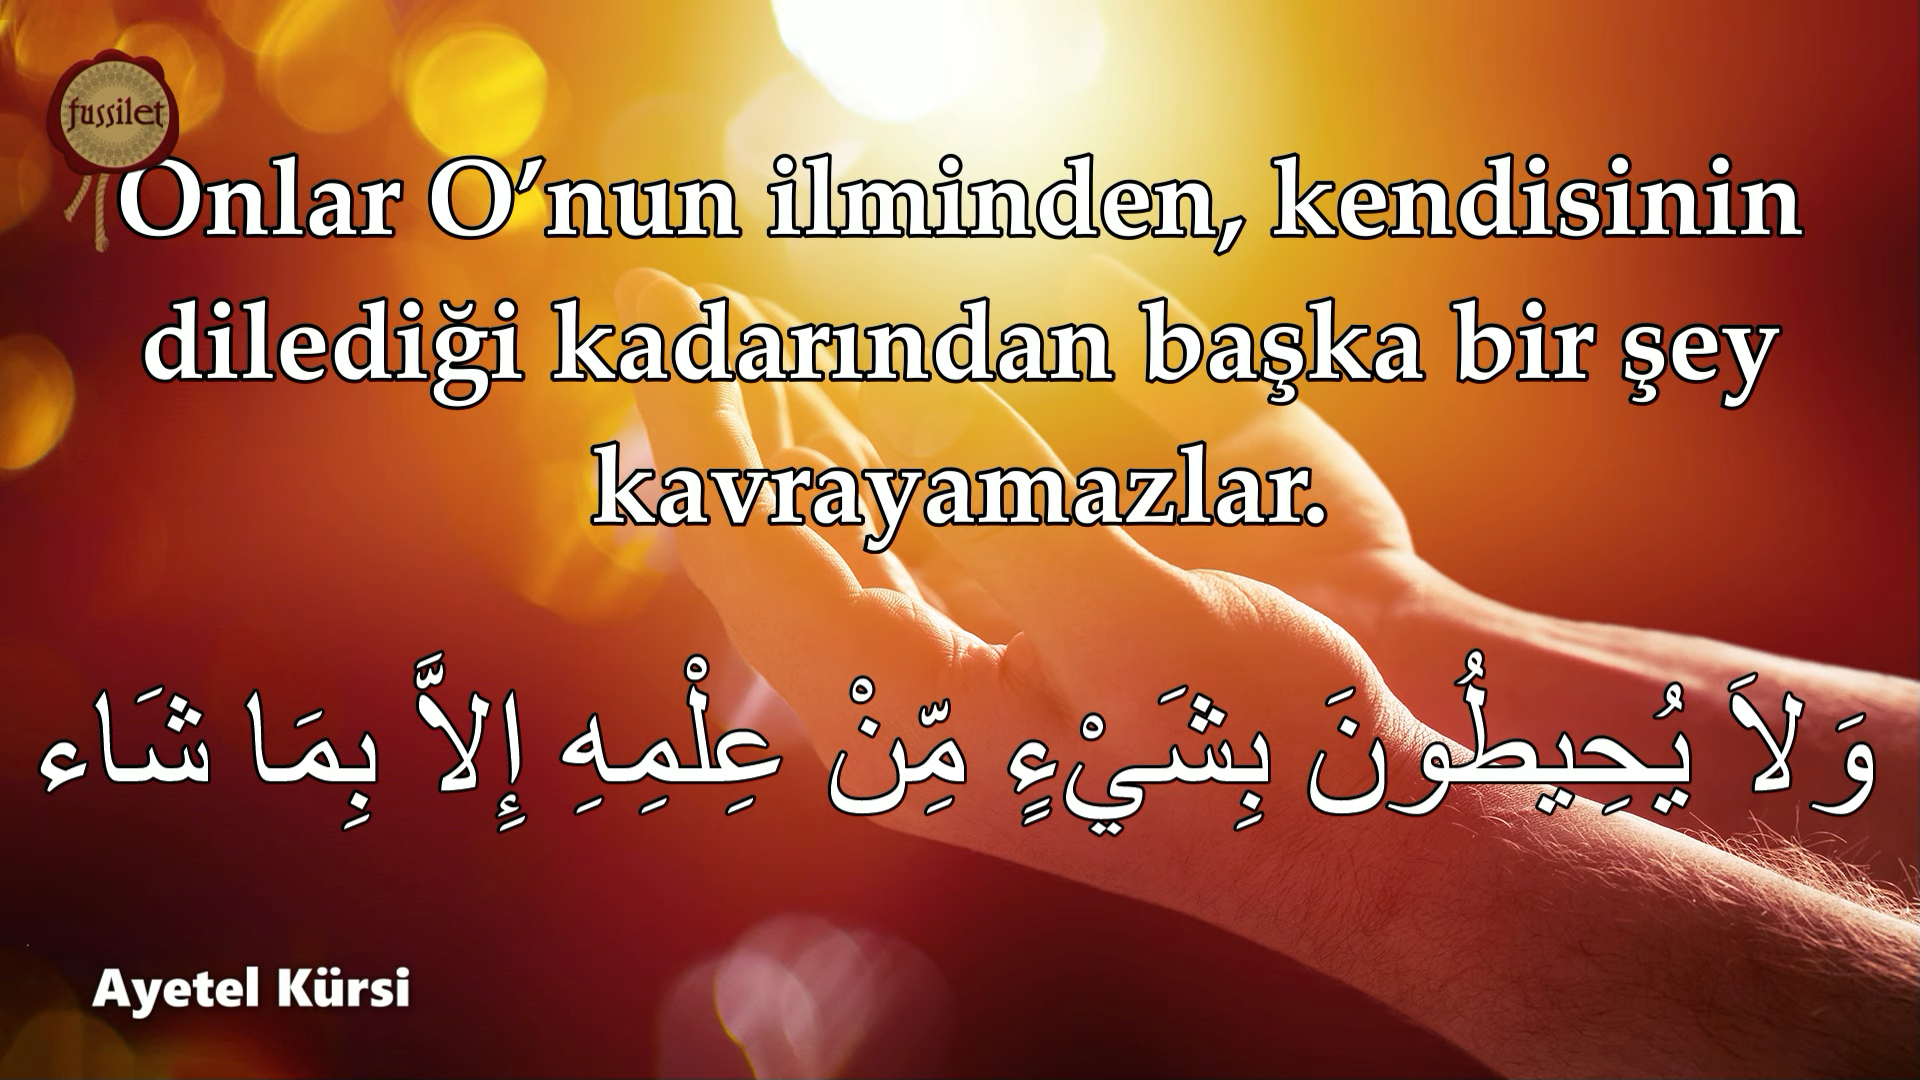 fussilet
Onlar O’nun ilminden, kendisinin
dilediği kadarından başka bir şey
kavrayamazlar.
وَلاَ يُحِيطُونَ بِشَيْءٍ مِّنْ عِلْمِهِ إِلاَّ بِمَا شَاء
Ayetel Kürsi